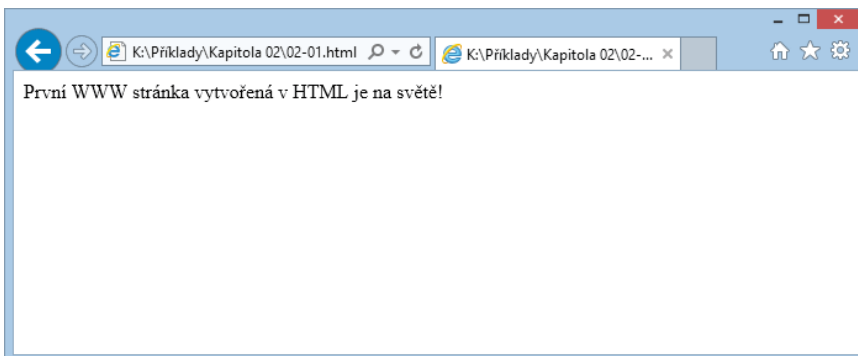 K:\Příklady\Kapitola 02\02-01.html
K:\Příklady\Kapitola 02\02-...
První WWW stránka vytvořená v HTML je na světě!